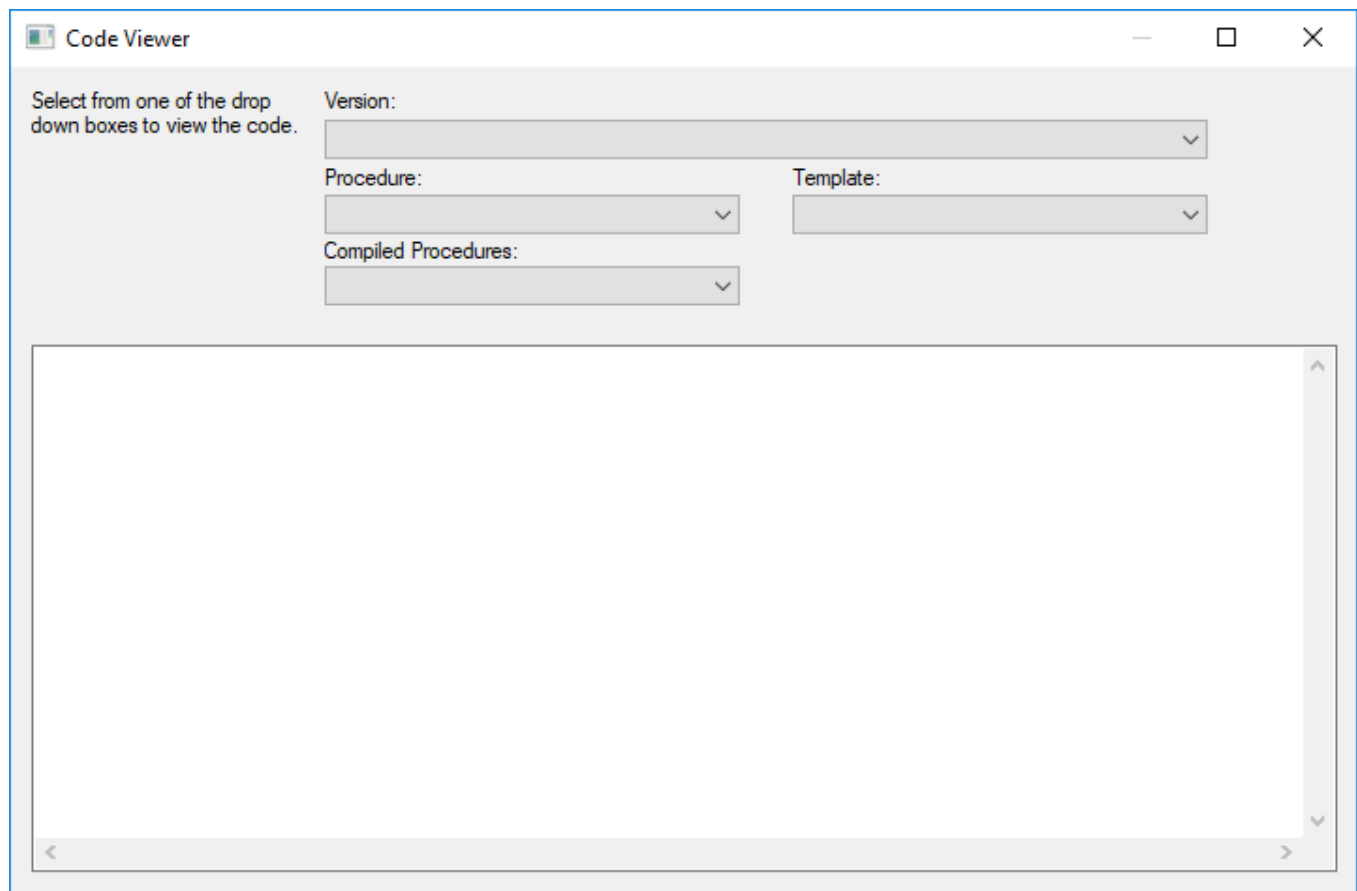 Code Viewer
Select from one of the drop
down boxes to view the code.
Version:
Procedure:
Template:
Compiled Procedures: